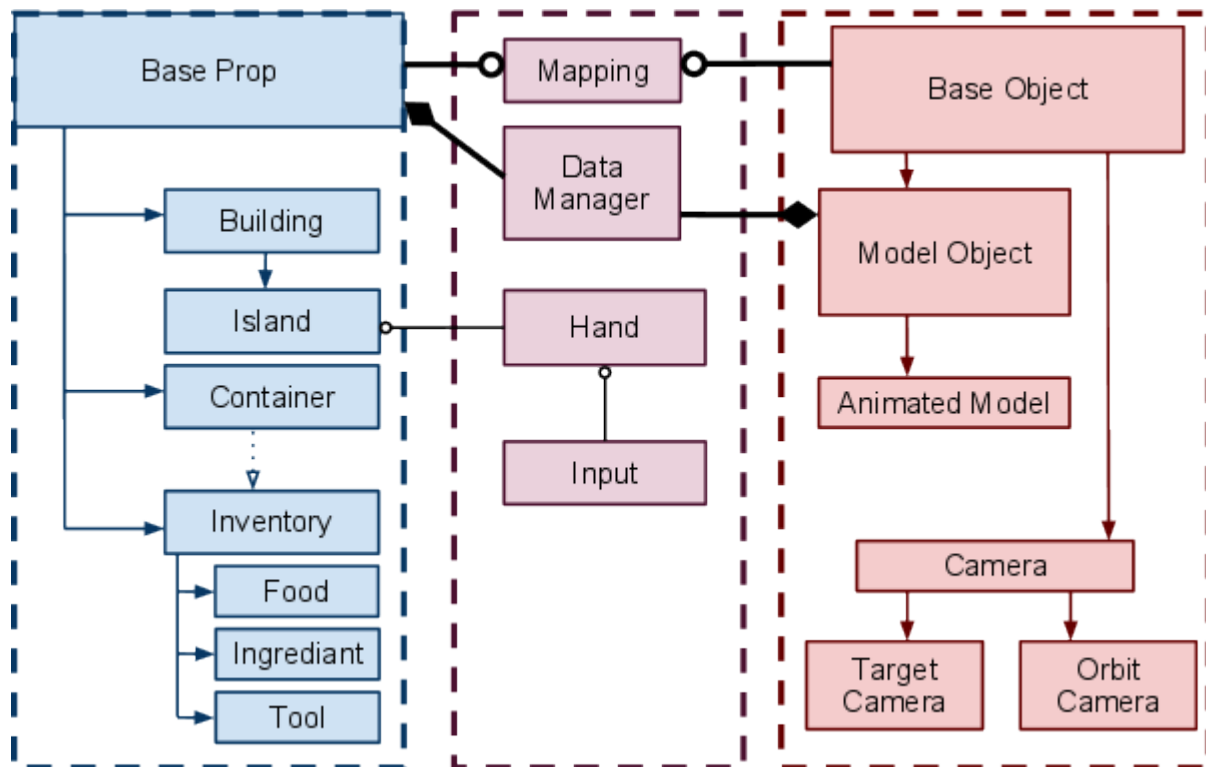 Base Prop
Building
Island
Container
Inventory
Food
Ingrediant
Tool
Mapping
Data
Manager
Hand
Input
Base Object
Model Object
Animated Model
Camera
Target
Camera
Orbit
Camera